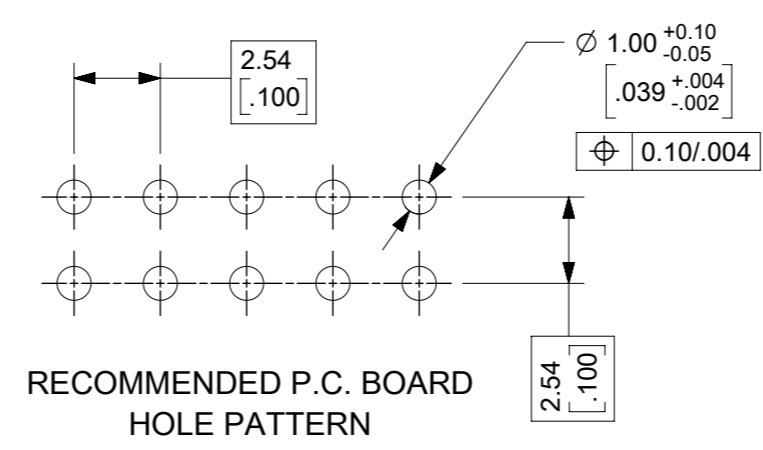 2.54
[.100]
Ø 1.00 +0.10
-0.05
[.039 +.004
-.002]
⌖ 0.10/.004
2.54
[.100]
RECOMMENDED P.C. BOARD
HOLE PATTERN